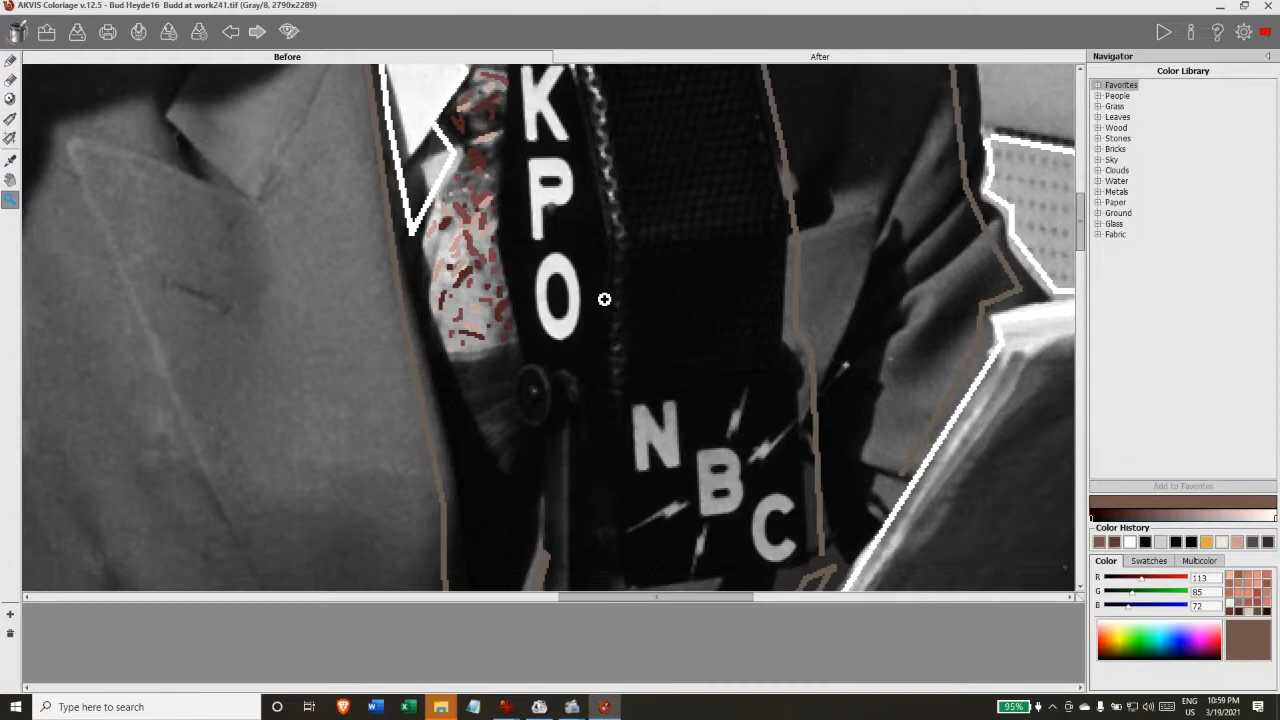 AKVIS Coloriage v.12.5 - Bud Heyde16 Budd at work241.tif (Gray/8, 2790x2289)
Before
After
Navigator
Color Library
Favorites
People
Grass
Leaves
Wood
Stones
Bricks
Sky
Clouds
Water
Metals
Paper
Ground
Glass
Fabric
K
P
O
N
B
C
Add to Favorites
Color History
Color Swatches Multicolor
R 113
G 85
B 72
Type here to search
95%
ENG
US
10:59 PM
3/19/2021